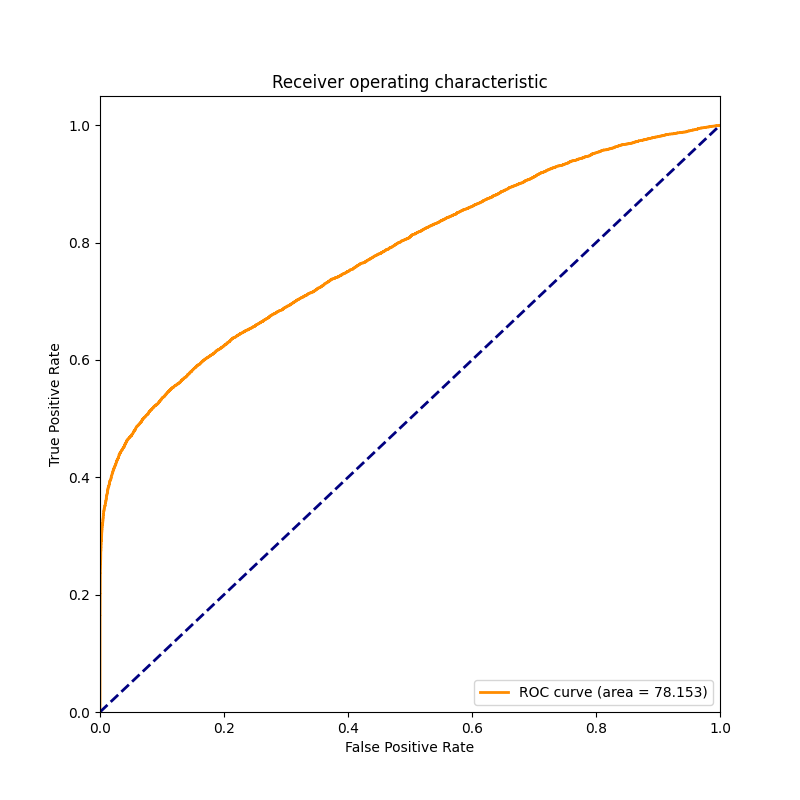 Receiver operating characteristic
True Positive Rate
1.0
0.8
0.6
0.4
0.2
0.0
ROC curve (area = 78.153)
0.0 0.2 0.4 0.6 0.8 1.0
False Positive Rate